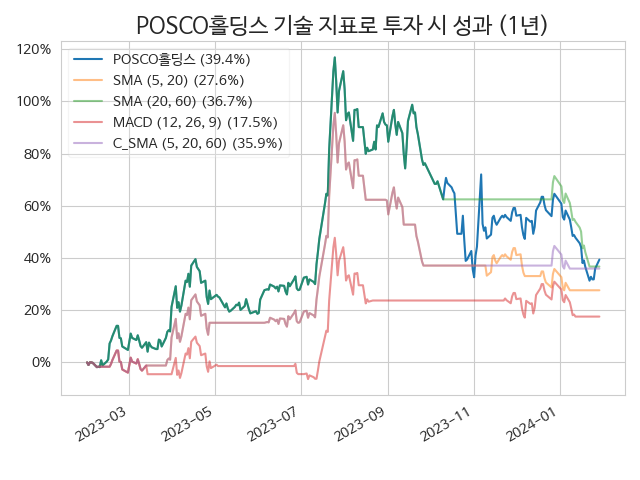 POSCO홀딩스 기술 지표로 투자 시 성과 (1년)
120%
100%
80%
60%
40%
20%
0%
POSCO홀딩스 (39.4%)
SMA (5, 20) (27.6%)
SMA (20, 60) (36.7%)
MACD (12, 26, 9) (17.5%)
C_SMA (5, 20, 60) (35.9%)
2023-03
2023-05
2023-07
2023-09
2023-11
2024-01